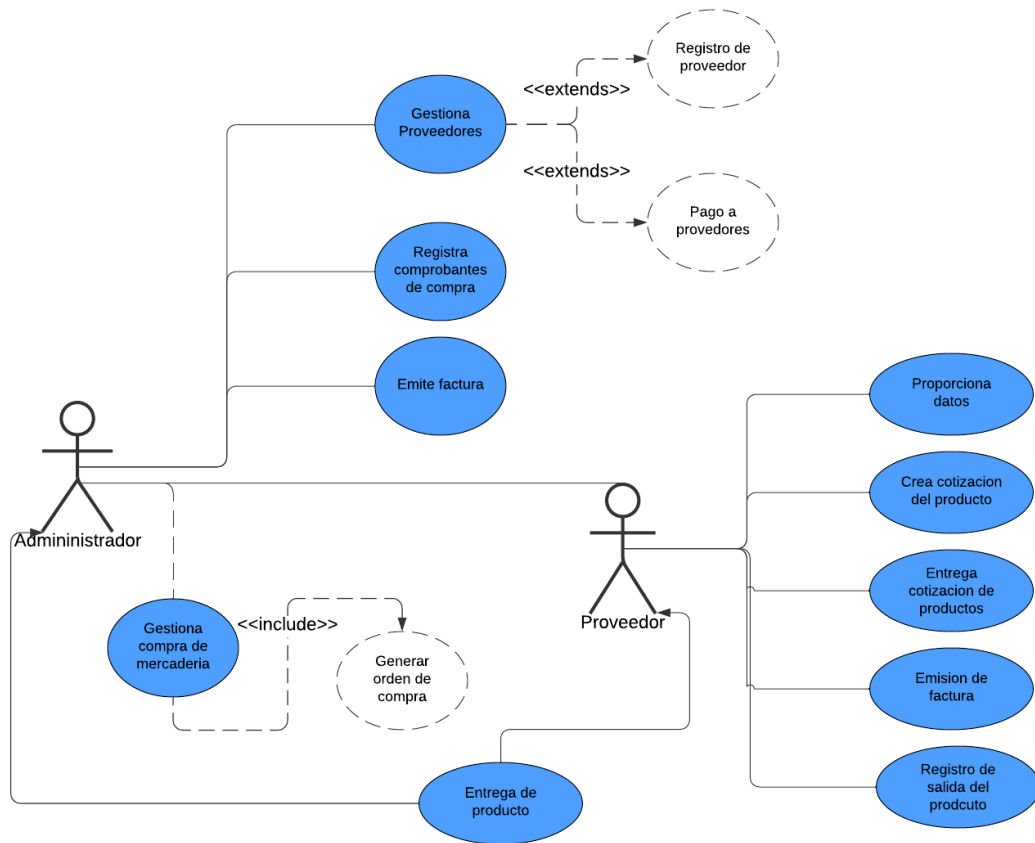 Registro de
proveedor
<<extends>>
Gestiona
Proveedores
<<extends>>
Pago a
provedores
Registra
comprobantes
de compra
Emite factura
Proporciona
datos
Crea cotizacion
del producto
Admininistrador
Entrega
cotizacion de
productos
Proveedor
Gestiona
compra de
mercaderia
<<include>>
Generar
orden de
compra
Emision de
factura
Entrega de
producto
Registro de
salida del
prodcuto